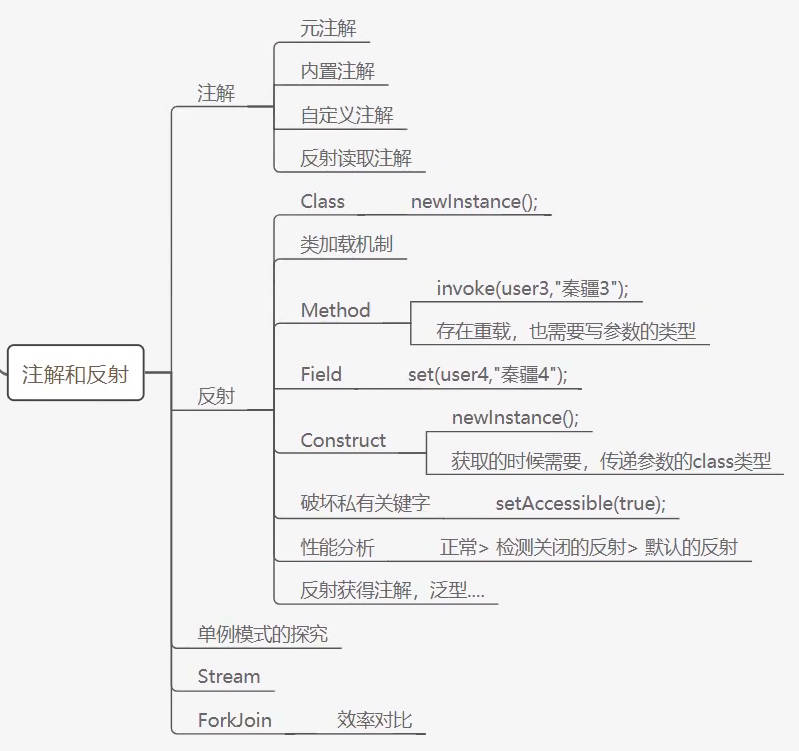 元注解
内置注解
注解
自定义注解
反射读取注解
Class newInstance();
类加载机制
invoke(user3,"秦疆3");
Method
存在重载，也需要写参数的类型
注解和反射
Field set(user4,"秦疆4");
反射
newInstance();
Construct
获取的时候需要，传递参数的class类型
破坏私有关键字 setAccessible(true);
性能分析 正常> 检测关闭的反射> 默认的反射
反射获得注解，泛型....
单例模式的探究
Stream
ForkJoin 效率对比